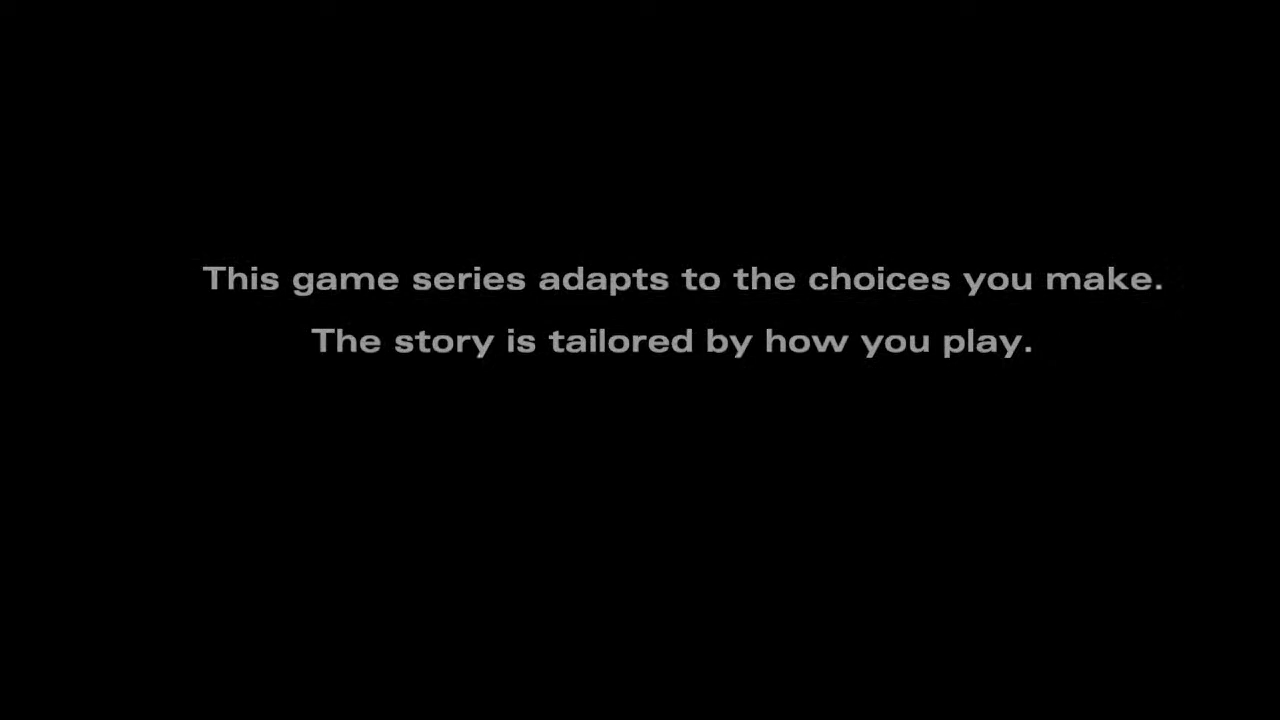 This game series adapts to the choices you make.
The story is tailored by how you play.